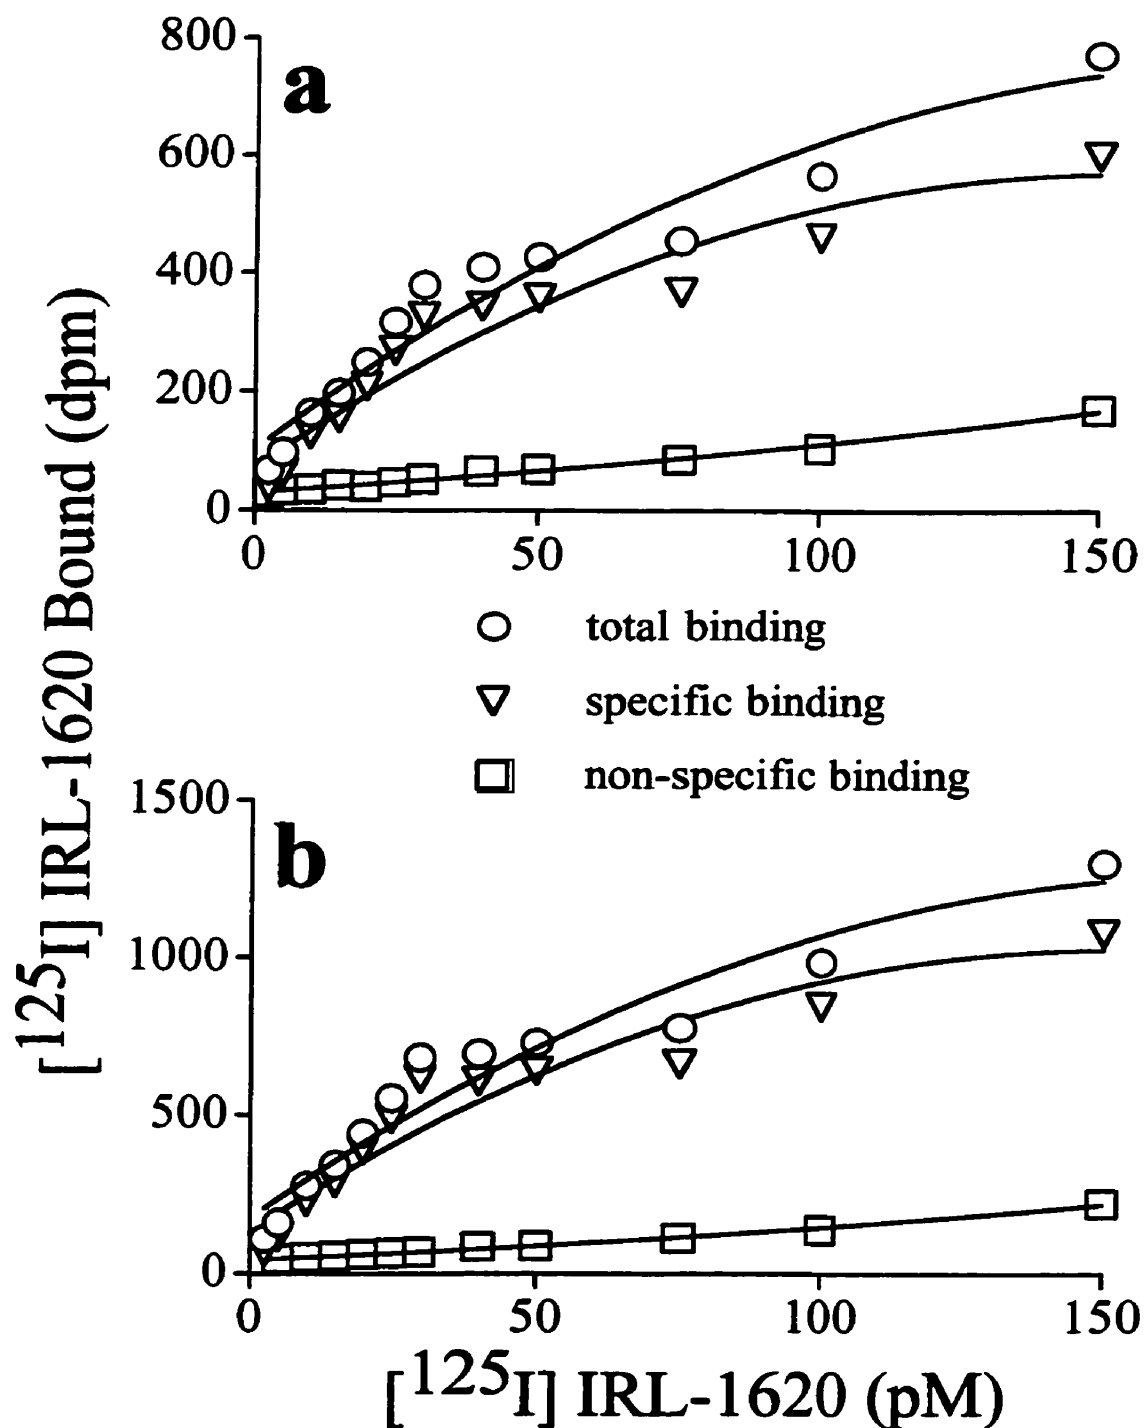 800
a
600
400
200
0
0 50 100 150
total binding
specific binding
non-specific binding
[¹²⁵I] IRL-1620 Bound (dpm)
1500
b
1000
500
0
0 50 100 150
[¹²⁵I] IRL-1620 (pM)